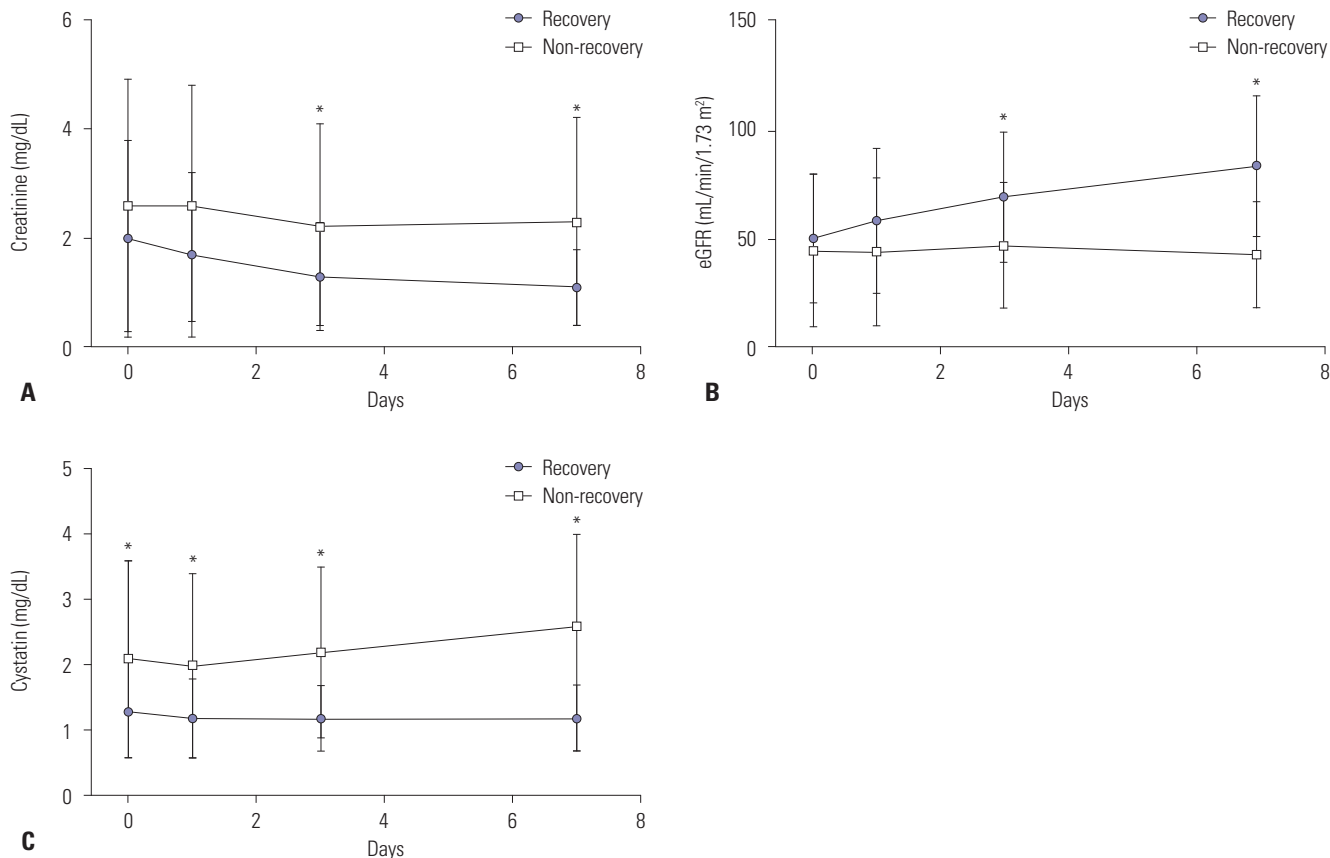 6
4
2
0
Creatinine (mg/dL)
Recovery
Non-recovery
*
*
0
2
4
6
8
Days
A
150
100
50
0
eGFR (mL/min/1.73 m²)
Recovery
Non-recovery
*
*
0
2
4
6
8
Days
B
5
4
3
2
1
0
Cystatin (mg/dL)
Recovery
Non-recovery
*
*
*
*
0
2
4
6
8
Days
C